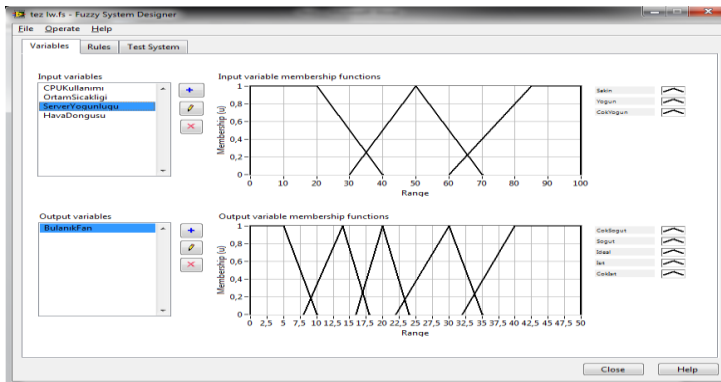 tez lw.fs - Fuzzy System Designer
File Operate Help
Variables Rules Test System
Input variables
CPUKullanımı
OrtamSicakligi
ServerYogunlugu
HavaDongusu
Input variable membership functions
Membership (u)
1
0,8
0,6
0,4
0,2
0
0 10 20 30 40 50 60 70 80 90 100
Range
Sakin
Yogun
CokYogun
Output variables
BulanıkFan
Output variable membership functions
Membership (u)
1
0,8
0,6
0,4
0,2
0
0 2,5 5 7,5 10 12,5 15 17,5 20 22,5 25 27,5 30 32,5 35 37,5 40 42,5 45 47,5 50
Range
CokSogut
Sogut
Ideal
Isıt
CokIsıt
Close Help